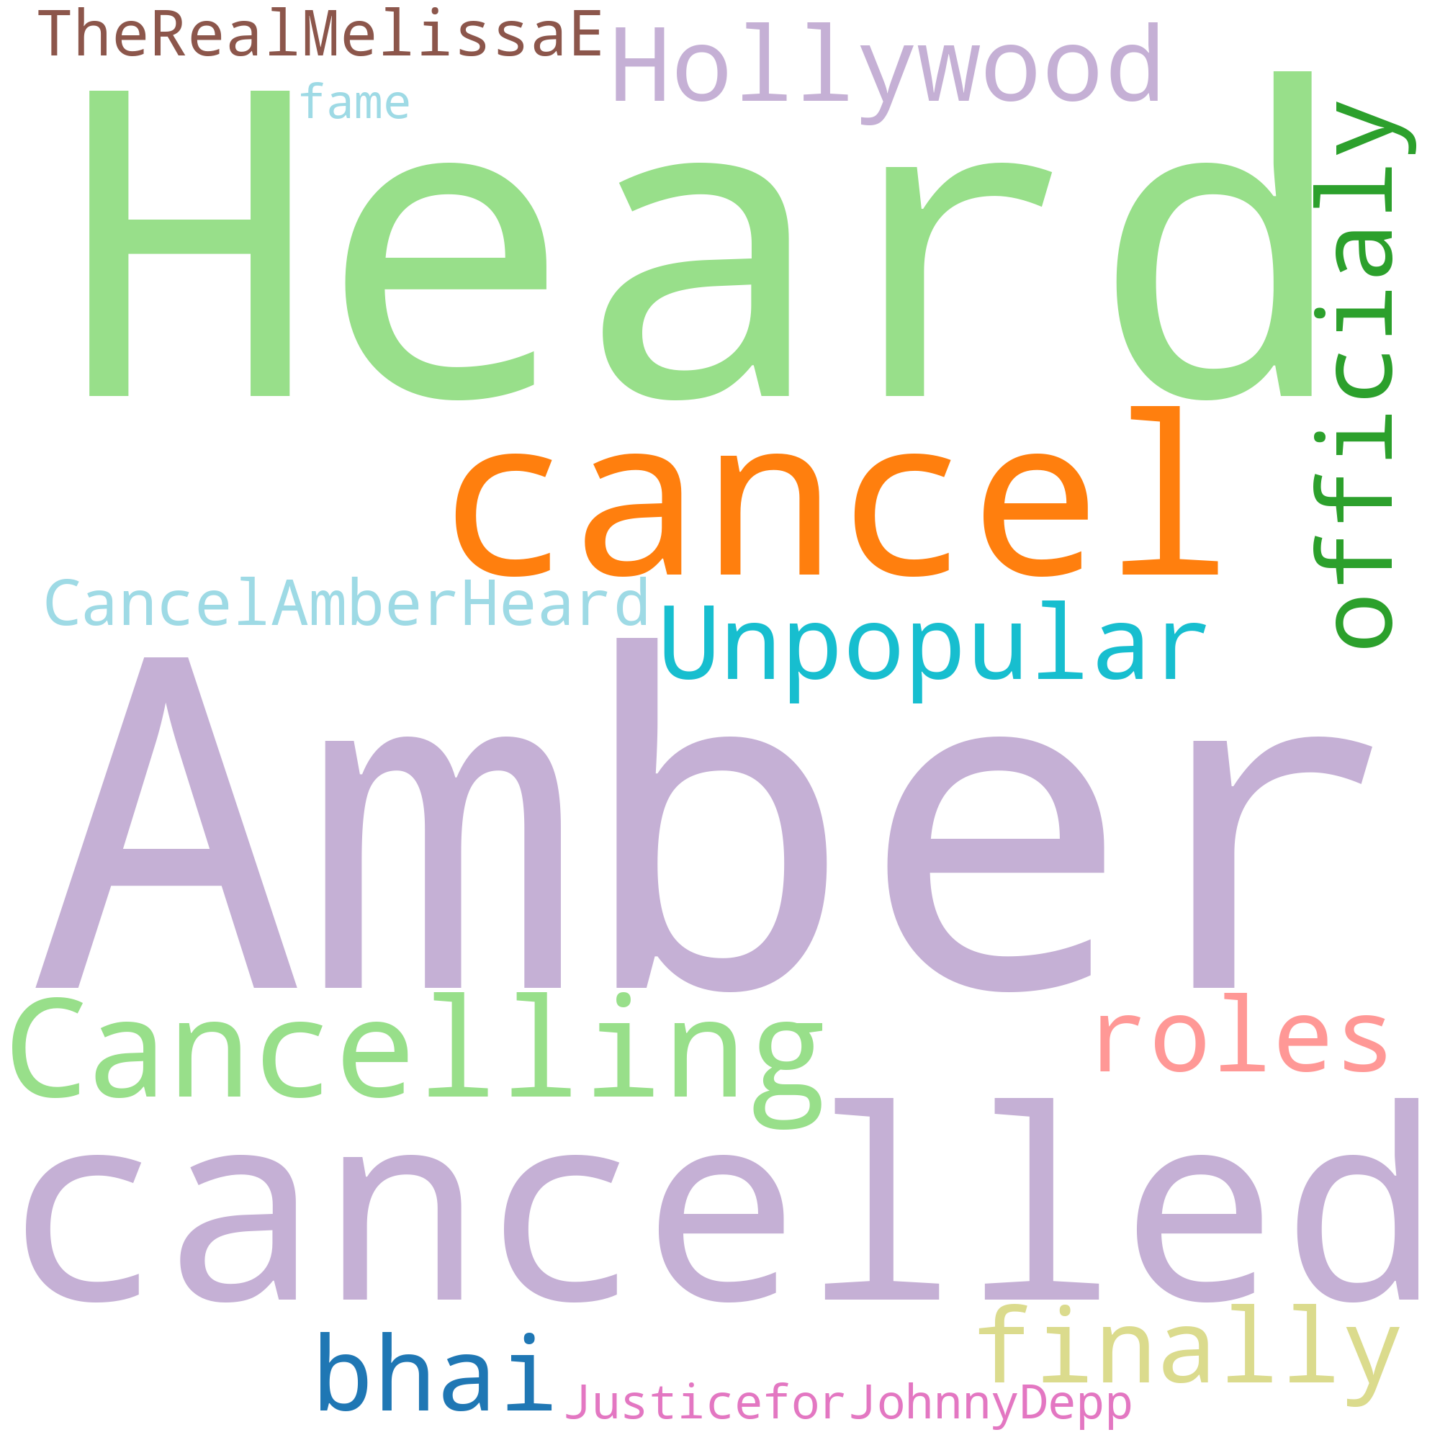 TheRealMelissaE
Hollywood
fame
Heard
officialy
cancel
CancelAmberHeard
Unpopular
Amber
Cancelling
roles
cancelled
finally
bhai
JusticeforJohnnyDepp